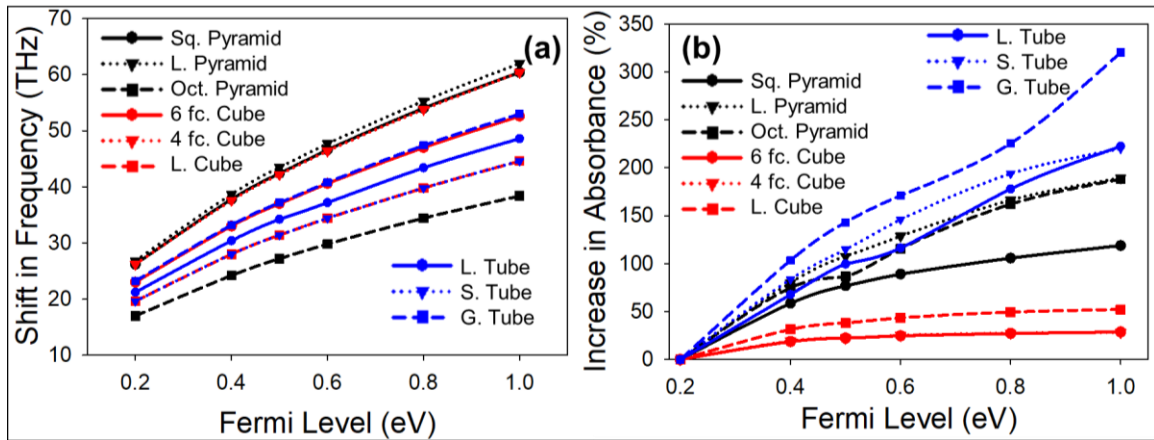 (a)
Shift in Frequency (THz)
70
60
50
40
30
20
10
Sq. Pyramid
L. Pyramid
Oct. Pyramid
6 fc. Cube
4 fc. Cube
L. Cube
L. Tube
S. Tube
G. Tube
0.2 0.4 0.6 0.8 1.0
Fermi Level (eV)
(b)
Increase in Absorbance (%)
350
300
250
200
150
100
50
0
L. Tube
S. Tube
G. Tube
Sq. Pyramid
L. Pyramid
Oct. Pyramid
6 fc. Cube
4 fc. Cube
L. Cube
0.2 0.4 0.6 0.8 1.0
Fermi Level (eV)